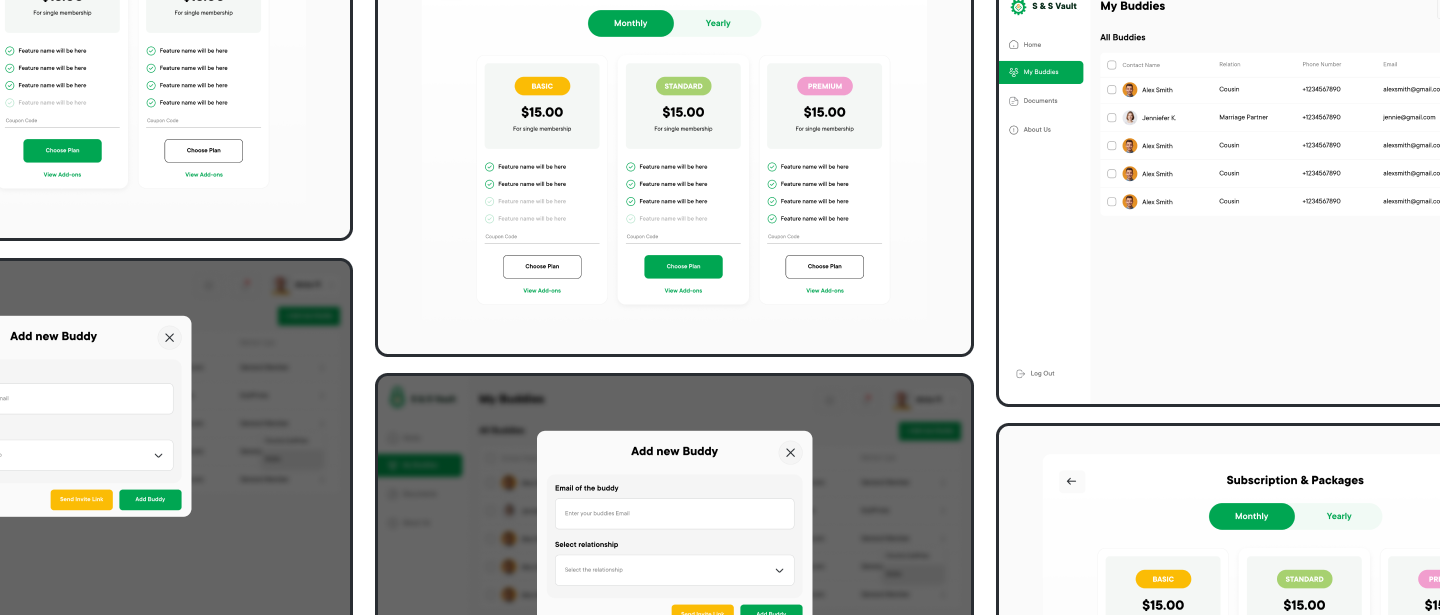 For single membership
Feature name will be here
Feature name will be here
Feature name will be here
Feature name will be here
Coupon Code
Choose Plan
View Add-ons
For single membership
Feature name will be here
Feature name will be here
Feature name will be here
Feature name will be here
Coupon Code
Choose Plan
View Add-ons
Add new Buddy
Send Invite Link
Add Buddy
Monthly
Yearly
BASIC
$15.00
For single membership
Feature name will be here
Feature name will be here
Feature name will be here
Feature name will be here
Coupon Code
Choose Plan
View Add-ons
STANDARD
$15.00
For single membership
Feature name will be here
Feature name will be here
Feature name will be here
Feature name will be here
Coupon Code
Choose Plan
View Add-ons
PREMIUM
$15.00
For single membership
Feature name will be here
Feature name will be here
Feature name will be here
Feature name will be here
Coupon Code
Choose Plan
View Add-ons
S & S Vault
My Buddies
All Buddies
Add new Buddy
Email of the buddy
Enter your buddies Email
Select relationship
Select the relationship
Send Invite Link
Add Buddy
S & S Vault
Home
My Buddies
Documents
About Us
Log Out
My Buddies
All Buddies
Contact Name Relation Phone Number Email
Alex Smith Cousin +1234567890 alexsmith@gmail.co
Jenniefer K. Marriage Partner +1234567890 jennie@gmail.com
Alex Smith Cousin +1234567890 alexsmith@gmail.co
Alex Smith Cousin +1234567890 alexsmith@gmail.co
Alex Smith Cousin +1234567890 alexsmith@gmail.co
Subscription & Packages
Monthly
Yearly
BASIC
$15.00
STANDARD
$15.00